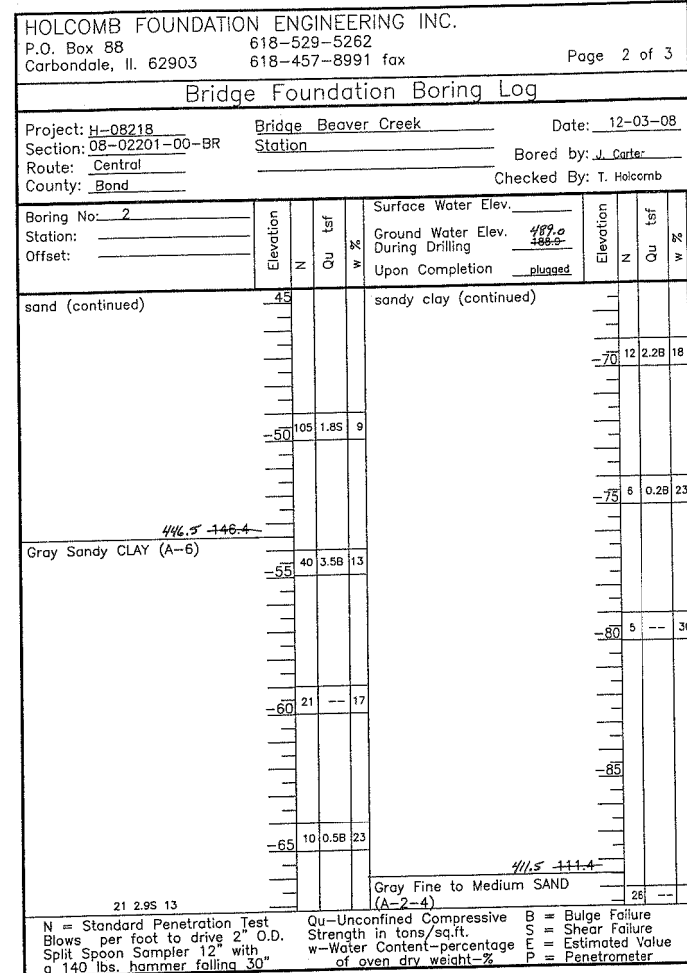 HOLCOMB FOUNDATION ENGINEERING INC.
P.O. Box 88 618-529-5262
Carbondale, Il. 62903 618-457-8991 fax Page 2 of 3
Bridge Foundation Boring Log
Project: H-08218 Bridge Beaver Creek Date: 12-03-08
Section: 08-02201-00-BR Station Bored by: J. Carter
Route: Central
County: Bond Checked By: T. Holcomb
Boring No: 2
Station:
Offset:
Elevation N Qu tsf w %
Surface Water Elev.
Ground Water Elev. 489.0
During Drilling 188.9
Upon Completion plugged
Elevation N Qu tsf w %
sand (continued)
45
-50 105 1.8S 9
446.5 146.4
Gray Sandy CLAY (A-6)
-55 40 3.5B 13
-60 21 -- 17
-65 10 0.5B 23
21 2.9S 13
sandy clay (continued)
-70 12 2.2B 18
-75 6 0.2B 23
-80 5 --
-85
411.5 111.4
Gray Fine to Medium SAND
(A-2-4)
26 --
N = Standard Penetration Test
Blows per foot to drive 2" O.D.
Split Spoon Sampler 12" with
a 140 lbs. hammer falling 30"
Qu-Unconfined Compressive
Strength in tons/sq.ft.
w-Water Content-percentage
of oven dry weight-%
B = Bulge Failure
S = Shear Failure
E = Estimated Value
P = Penetrometer